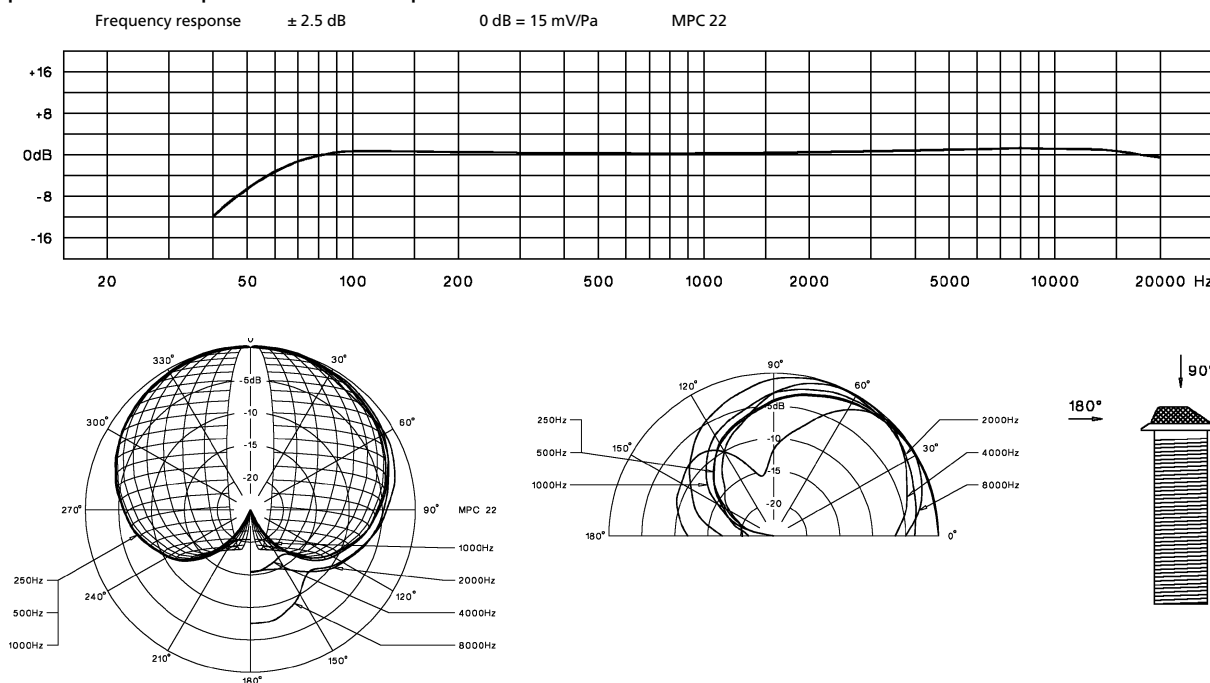 Frequency response ± 2.5 dB 0 dB = 15 mV/Pa MPC 22
+16
+8
0dB
-8
-16
20 50 100 200 500 1000 2000 5000 10000 20000 Hz
0
330° 30°
-5dB
300° -10 60°
-15
-20
270° 90° MPC 22
1000Hz
250Hz 2000Hz
240° 120°
500Hz 4000Hz
1000Hz 8000Hz
210° 150°
180°
90°
120° 60°
-5dB
250Hz 2000Hz
150° -10 30°
500Hz 4000Hz
-15
1000Hz 8000Hz
-20
180° 0°
90°
180°